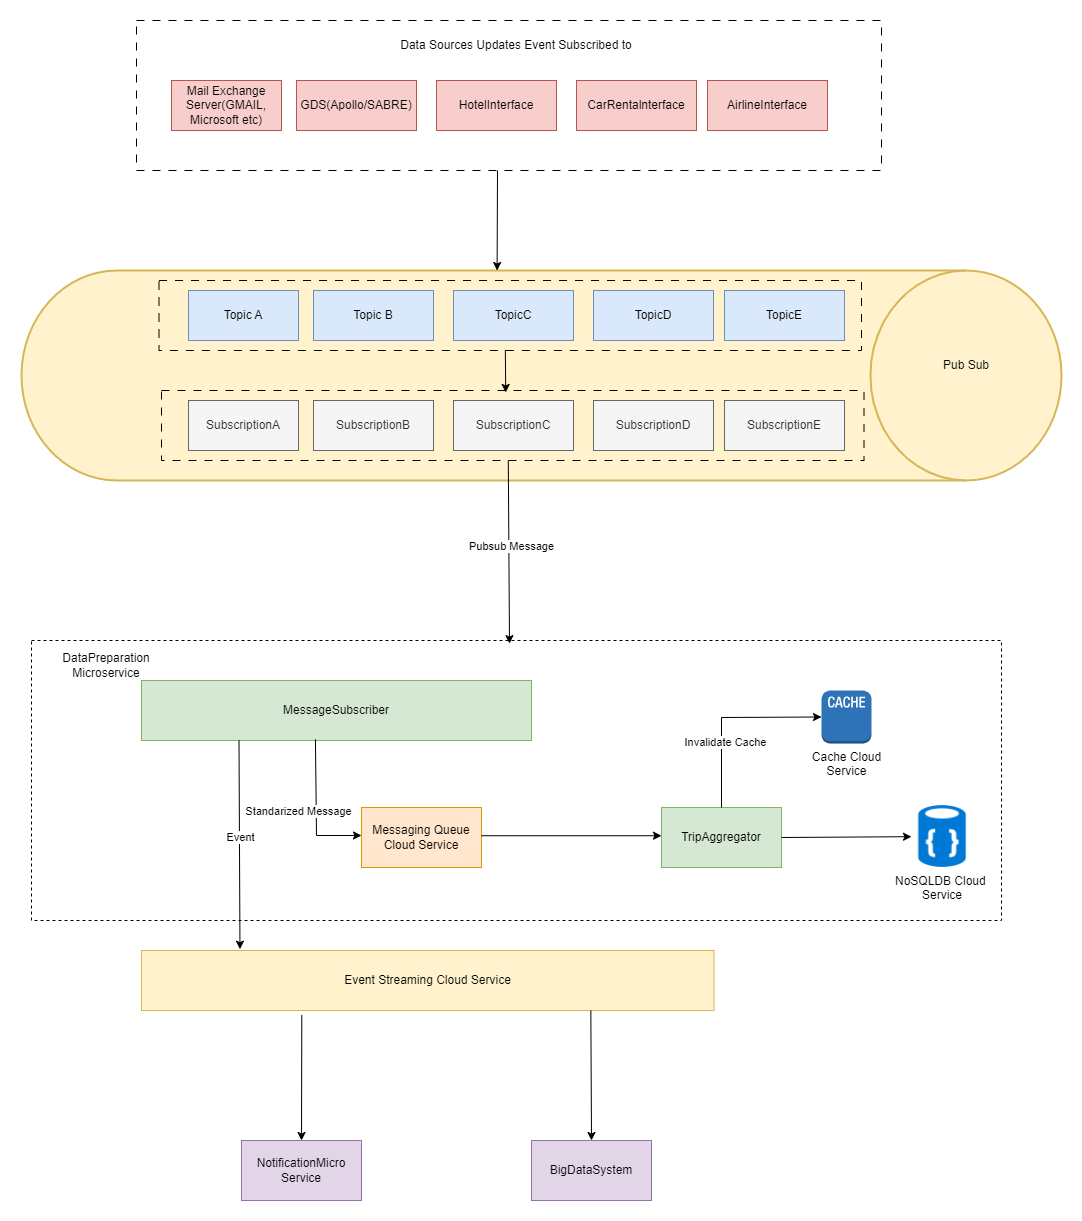 Data Sources Updates Event Subscribed to
Mail Exchange
Server(GMAIL,
Microsoft etc)
GDS(Apollo/SABRE)
HotelInterface
CarRentalnterface
AirlineInterface
Topic A
Topic B
TopicC
TopicD
TopicE
Pub Sub
SubscriptionA
SubscriptionB
SubscriptionC
SubscriptionD
SubscriptionE
Pubsub Message
DataPreparation
Microservice
MessageSubscriber
CACHE
Invalidate Cache
Cache Cloud
Service
Standarized Message
Event
Messaging Queue
Cloud Service
TripAggregator
{ }
NoSQLDB Cloud
Service
Event Streaming Cloud Service
NotificationMicro
Service
BigDataSystem